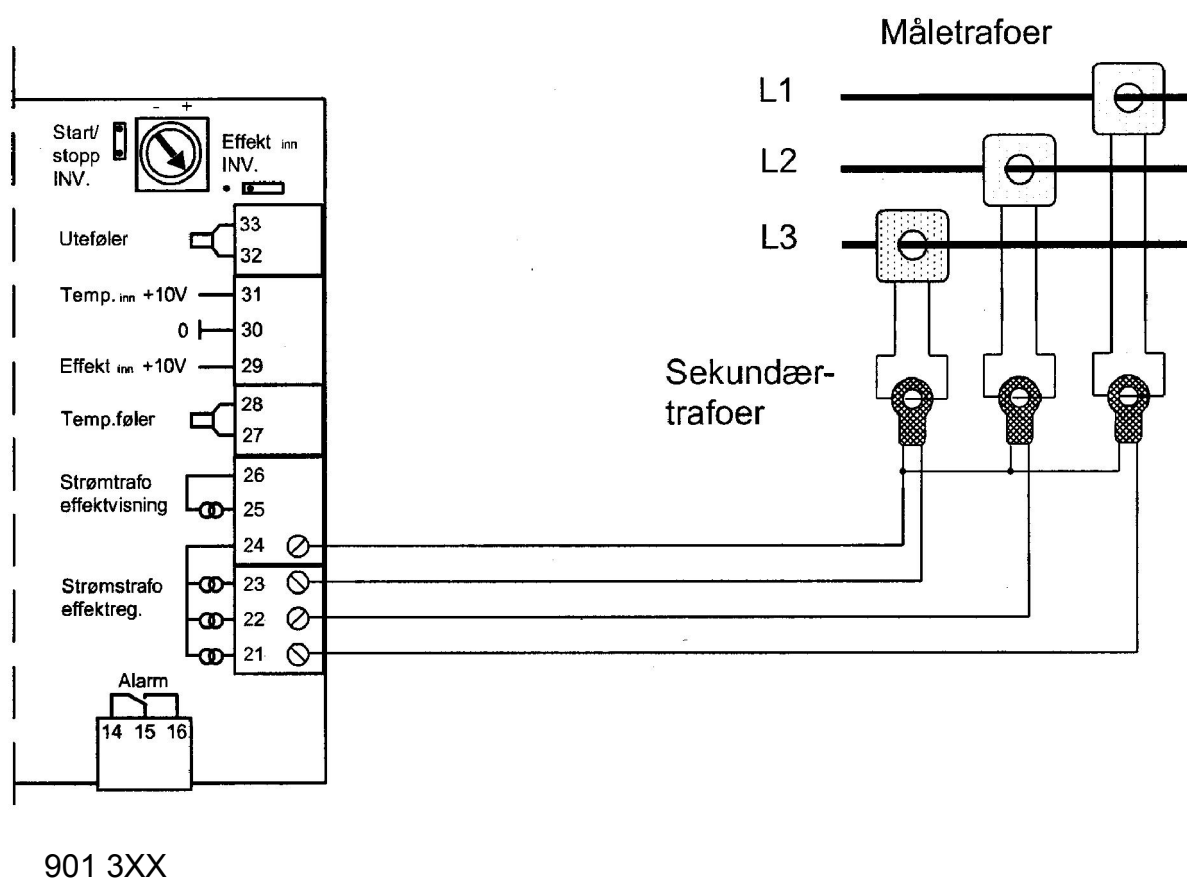 Måletrafoer
L1
L2
L3
- +
Start/
stopp
INV.
Effekt inn
INV.
Uteføler
33
32
Temp. inn +10V
31
0
30
Effekt inn +10V
29
Temp.føler
28
27
Strømtrafo
effektvisning
26
25
24
Strømstrafo
effektreg.
23
22
21
Sekundær-
trafoer
Alarm
14 15 16
901 3XX